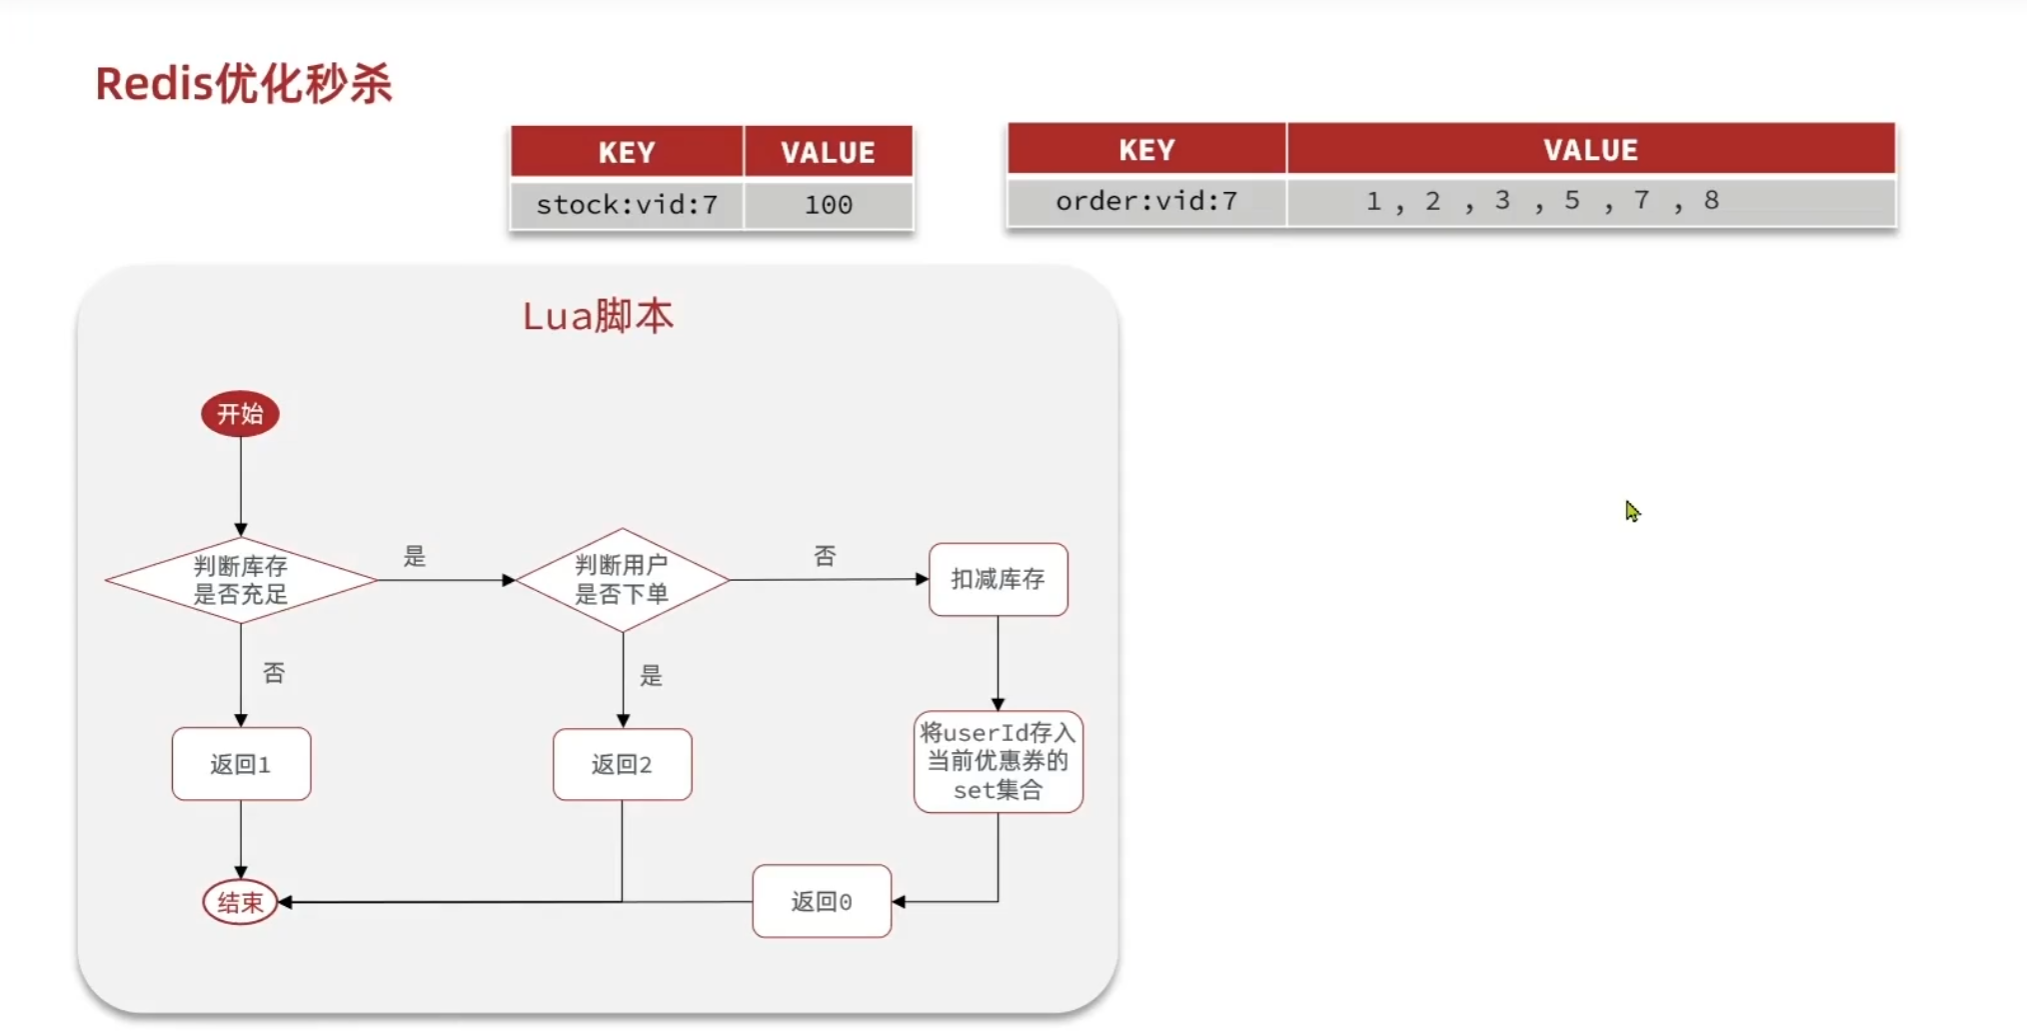 Redis优化秒杀
KEY VALUE
stock:vid:7 100
KEY VALUE
order:vid:7 1 , 2 , 3 , 5 , 7 , 8
Lua脚本
开始
判断库存
是否充足
是
判断用户
是否下单
否
扣减库存
否
是
返回1
返回2
将userId存入
当前优惠券的
set集合
结束
返回0